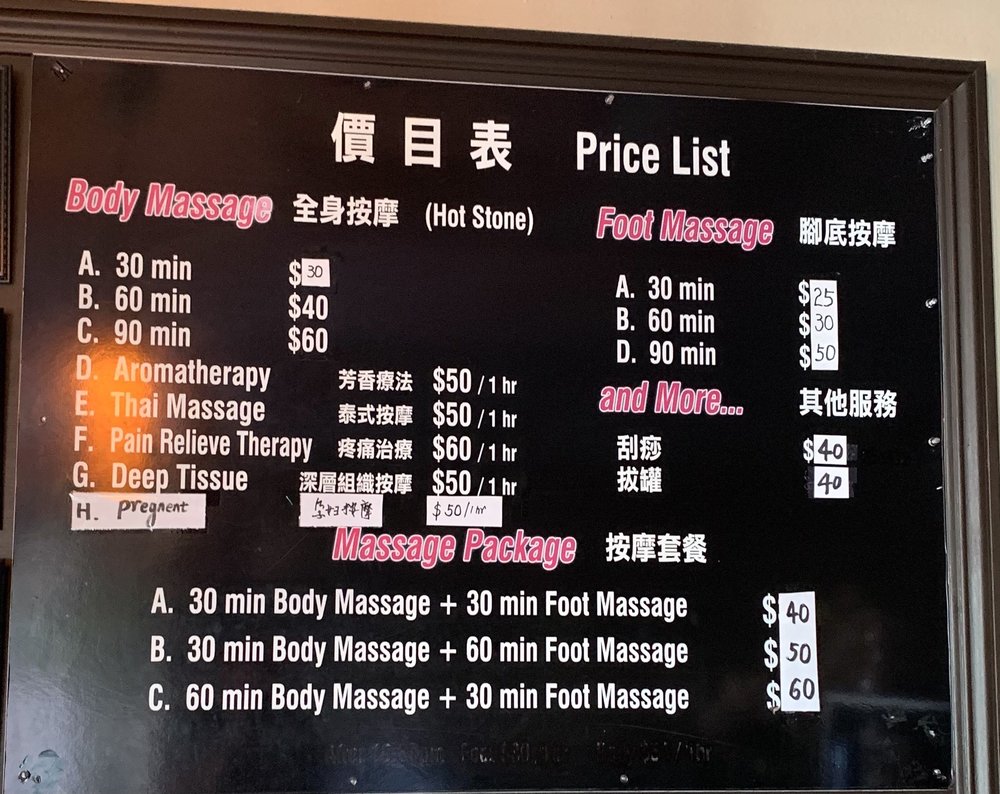 價目表 Price List
Body Massage 全身按摩 (Hot Stone)
A. 30 min $30
B. 60 min $40
C. 90 min $60
D. Aromatherapy 芳香療法 $50 / 1 hr
E. Thai Massage 泰式按摩 $50 / 1 hr
F. Pain Relieve Therapy 疼痛治療 $60 / 1 hr
G. Deep Tissue 深層組織按摩 $50 / 1 hr
H. pregnent 孕妇按摩 $50/1hr
Foot Massage 腳底按摩
A. 30 min $25
B. 60 min $30
D. 90 min $50
and More... 其他服務
刮痧 $40
拔罐 40
Massage Package 按摩套餐
A. 30 min Body Massage + 30 min Foot Massage $40
B. 30 min Body Massage + 60 min Foot Massage $50
C. 60 min Body Massage + 30 min Foot Massage $60